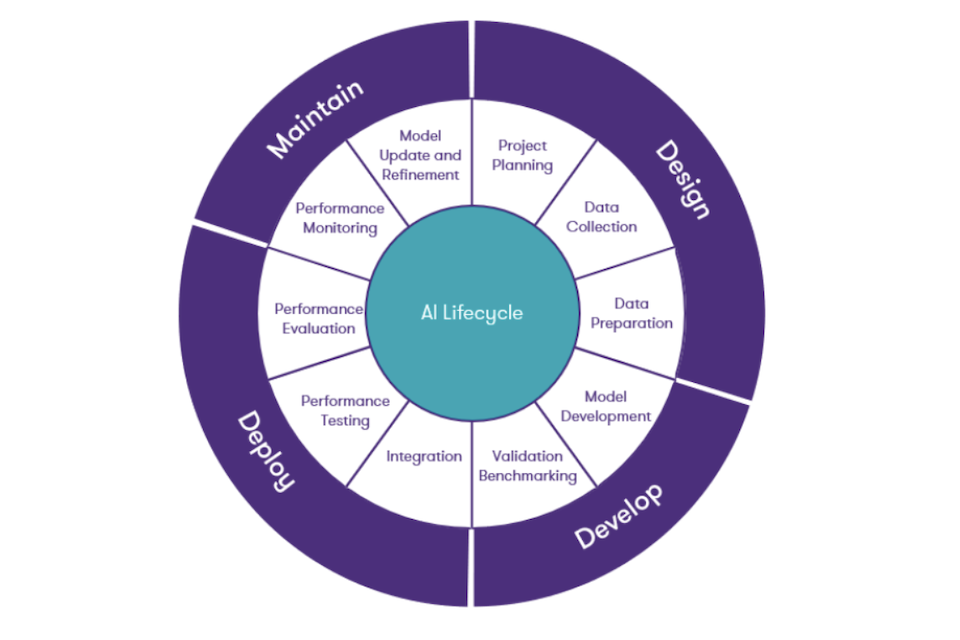 Maintain
Design
Model
Update and
Refinement
Project
Planning
Performance
Monitoring
Data
Collection
Performance
Evaluation
AI Lifecycle
Data
Preparation
Performance
Testing
Model
Development
Integration
Validation
Benchmarking
Deploy
Develop